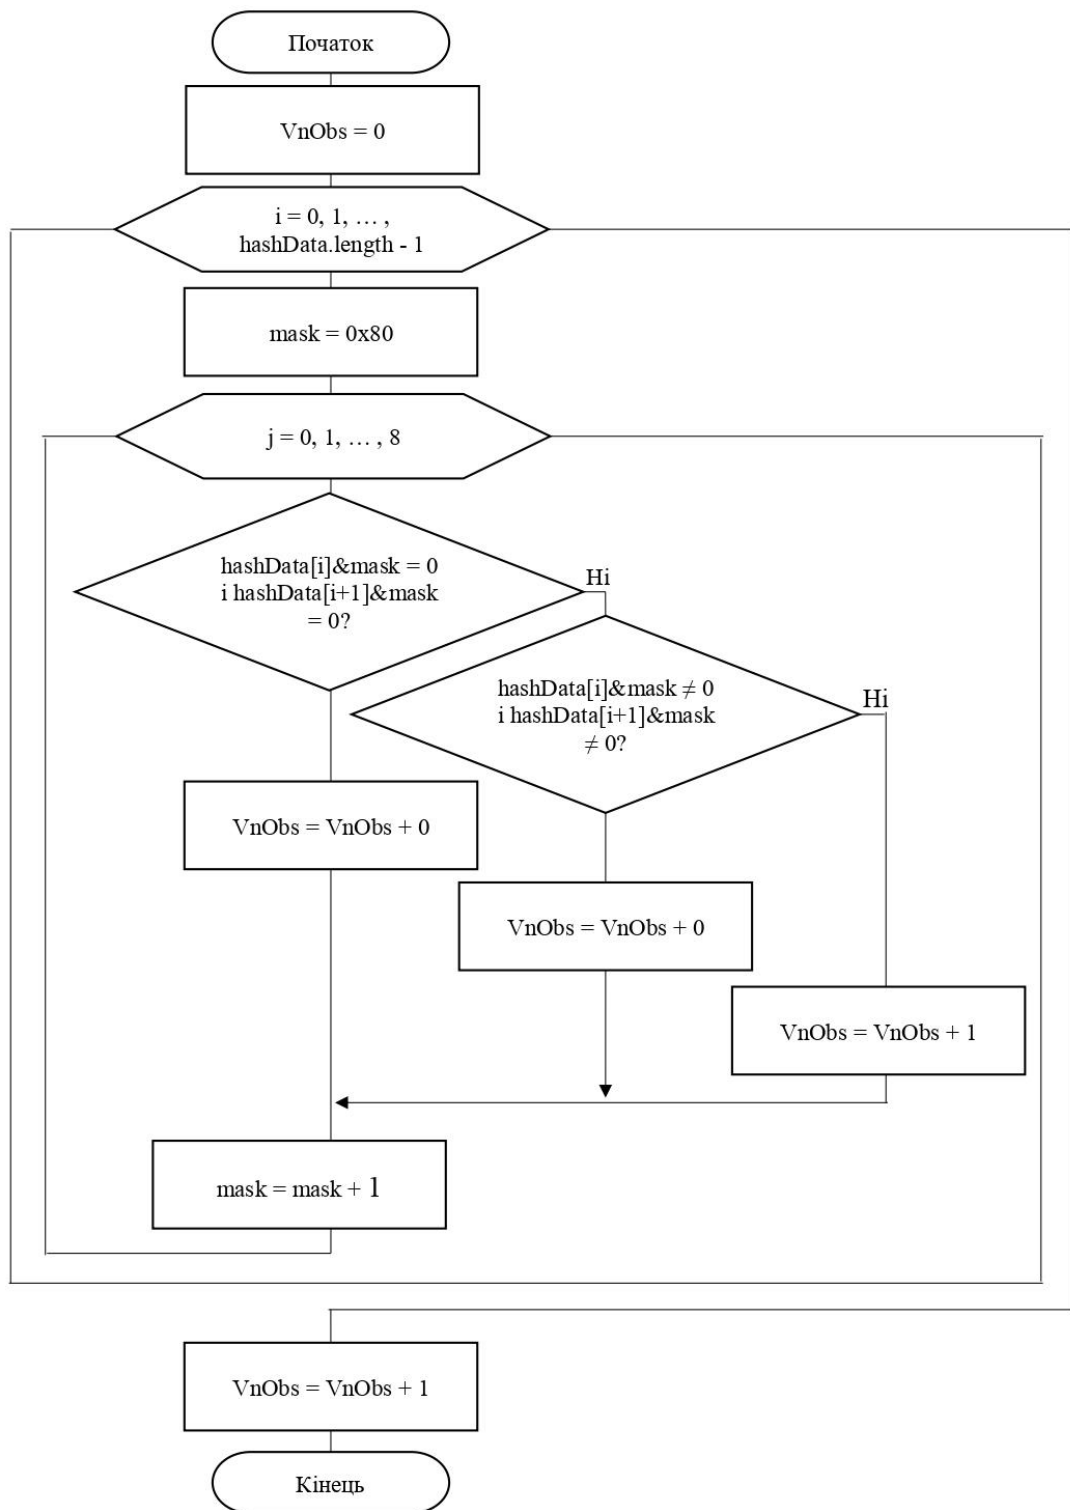 Початок
VnObs = 0
i = 0, 1, … ,
hashData.length - 1
mask = 0x80
j = 0, 1, … , 8
hashData[i]&mask = 0
і hashData[i+1]&mask
= 0?
Ні
hashData[i]&mask ≠ 0
і hashData[i+1]&mask
≠ 0?
Ні
VnObs = VnObs + 0
VnObs = VnObs + 0
VnObs = VnObs + 1
mask = mask + 1
VnObs = VnObs + 1
Кінець